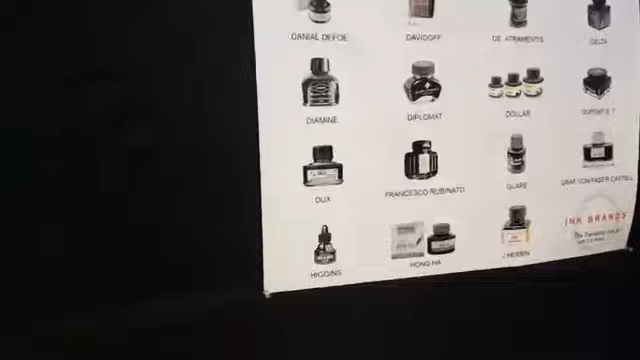 DANIAL DEFOE DAVIDOFF DE ATRAMENTIS DELTA
DIAMINE DIPLOMAT DOLLAR DUPONT S T
DUX FRANCESCO RUBINATO GLARE GRAF VON FABER CASTELL
HIGGINS HONG HA J HERBIN
INK BRANDS